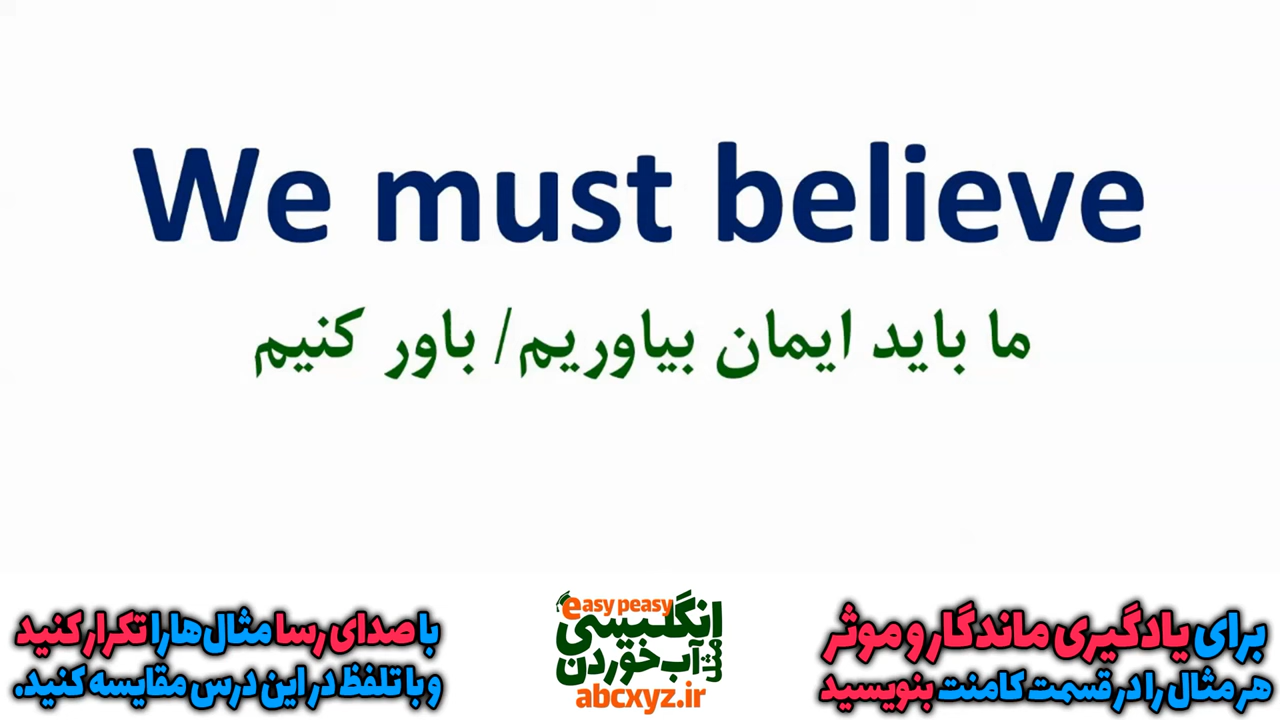 We must believe
ما باید ایمان بیاوریم/ باور کنیم
برای یادگیری ماندگار و موثر
هر مثال را در قسمت کامنت بنویسید
easy peasy
انگلیسی
مثل آب خوردن
abcxyz.ir
با صدای رسا مثال‌ها را تکرار کنید
و با تلفظ در این درس مقایسه کنید.